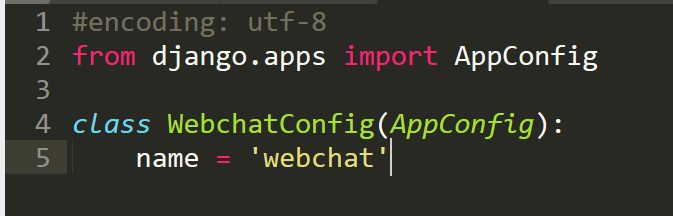 1 #encoding: utf-8
2 from django.apps import AppConfig
3
4 class WebchatConfig(AppConfig):
5     name = 'webchat'